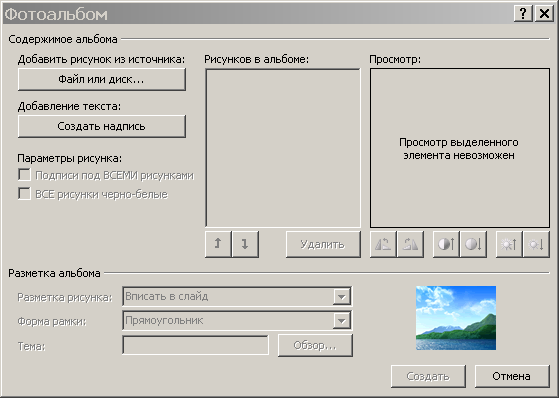 Фотоальбом
Содержимое альбома
Добавить рисунок из источника:
Файл или диск...
Добавление текста:
Создать надпись
Параметры рисунка:
Подписи под ВСЕМИ рисунками
ВСЕ рисунки черно-белые
Рисунков в альбоме:
Удалить
Просмотр:
Просмотр выделенного
элемента невозможен
Разметка альбома
Разметка рисунка:
Вписать в слайд
Форма рамки:
Прямоугольник
Тема:
Обзор...
Создать
Отмена